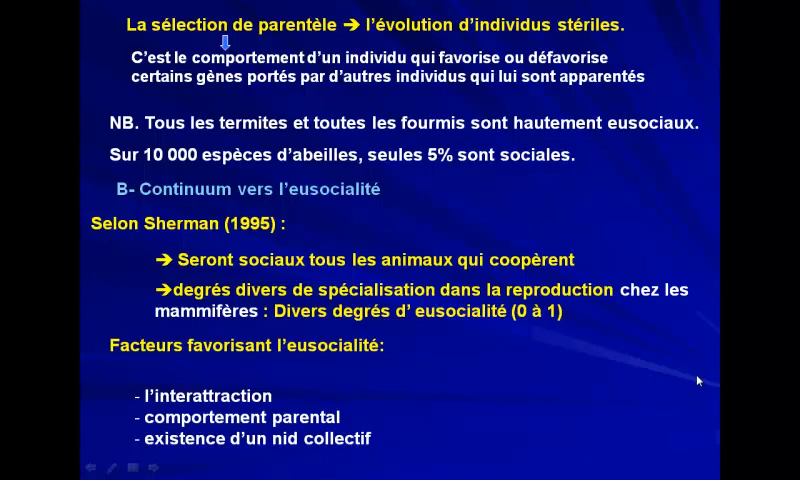 La sélection de parentèle ➔ l'évolution d'individus stériles.
C'est le comportement d'un individu qui favorise ou défavorise
certains gènes portés par d'autres individus qui lui sont apparentés
NB. Tous les termites et toutes les fourmis sont hautement eusociaux.
Sur 10 000 espèces d'abeilles, seules 5% sont sociales.
B- Continuum vers l'eusocialité
Selon Sherman (1995) :
➔ Seront sociaux tous les animaux qui coopèrent
➔degrés divers de spécialisation dans la reproduction chez les
mammifères : Divers degrés d' eusocialité (0 à 1)
Facteurs favorisant l'eusocialité:
- l'interattraction
- comportement parental
- existence d'un nid collectif